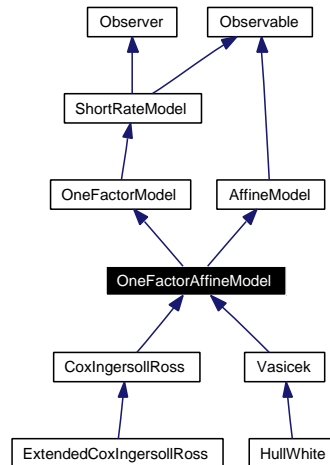 Observer
Observable
ShortRateModel
OneFactorModel
AffineModel
OneFactorAffineModel
CoxIngersollRoss
Vasicek
ExtendedCoxIngersollRoss
HullWhite